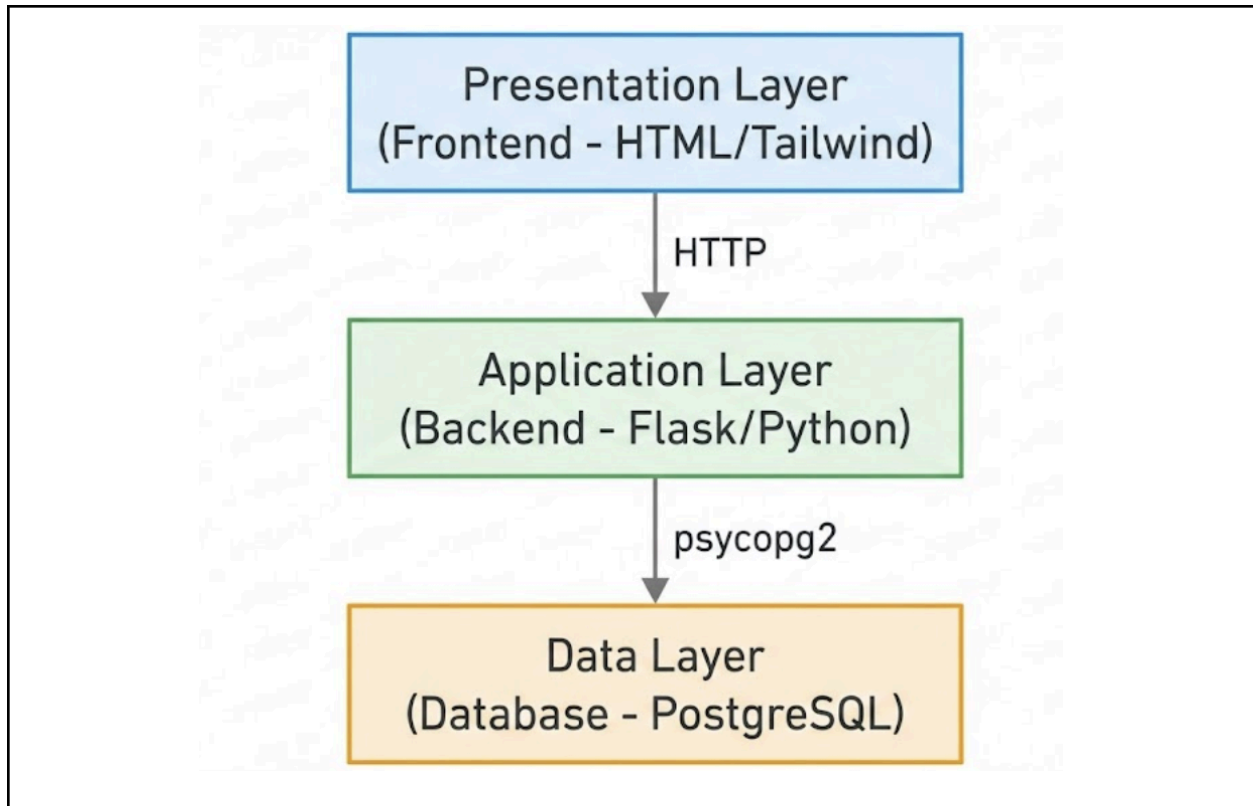 Presentation Layer
(Frontend - HTML/Tailwind)
HTTP
Application Layer
(Backend - Flask/Python)
psycopg2
Data Layer
(Database - PostgreSQL)